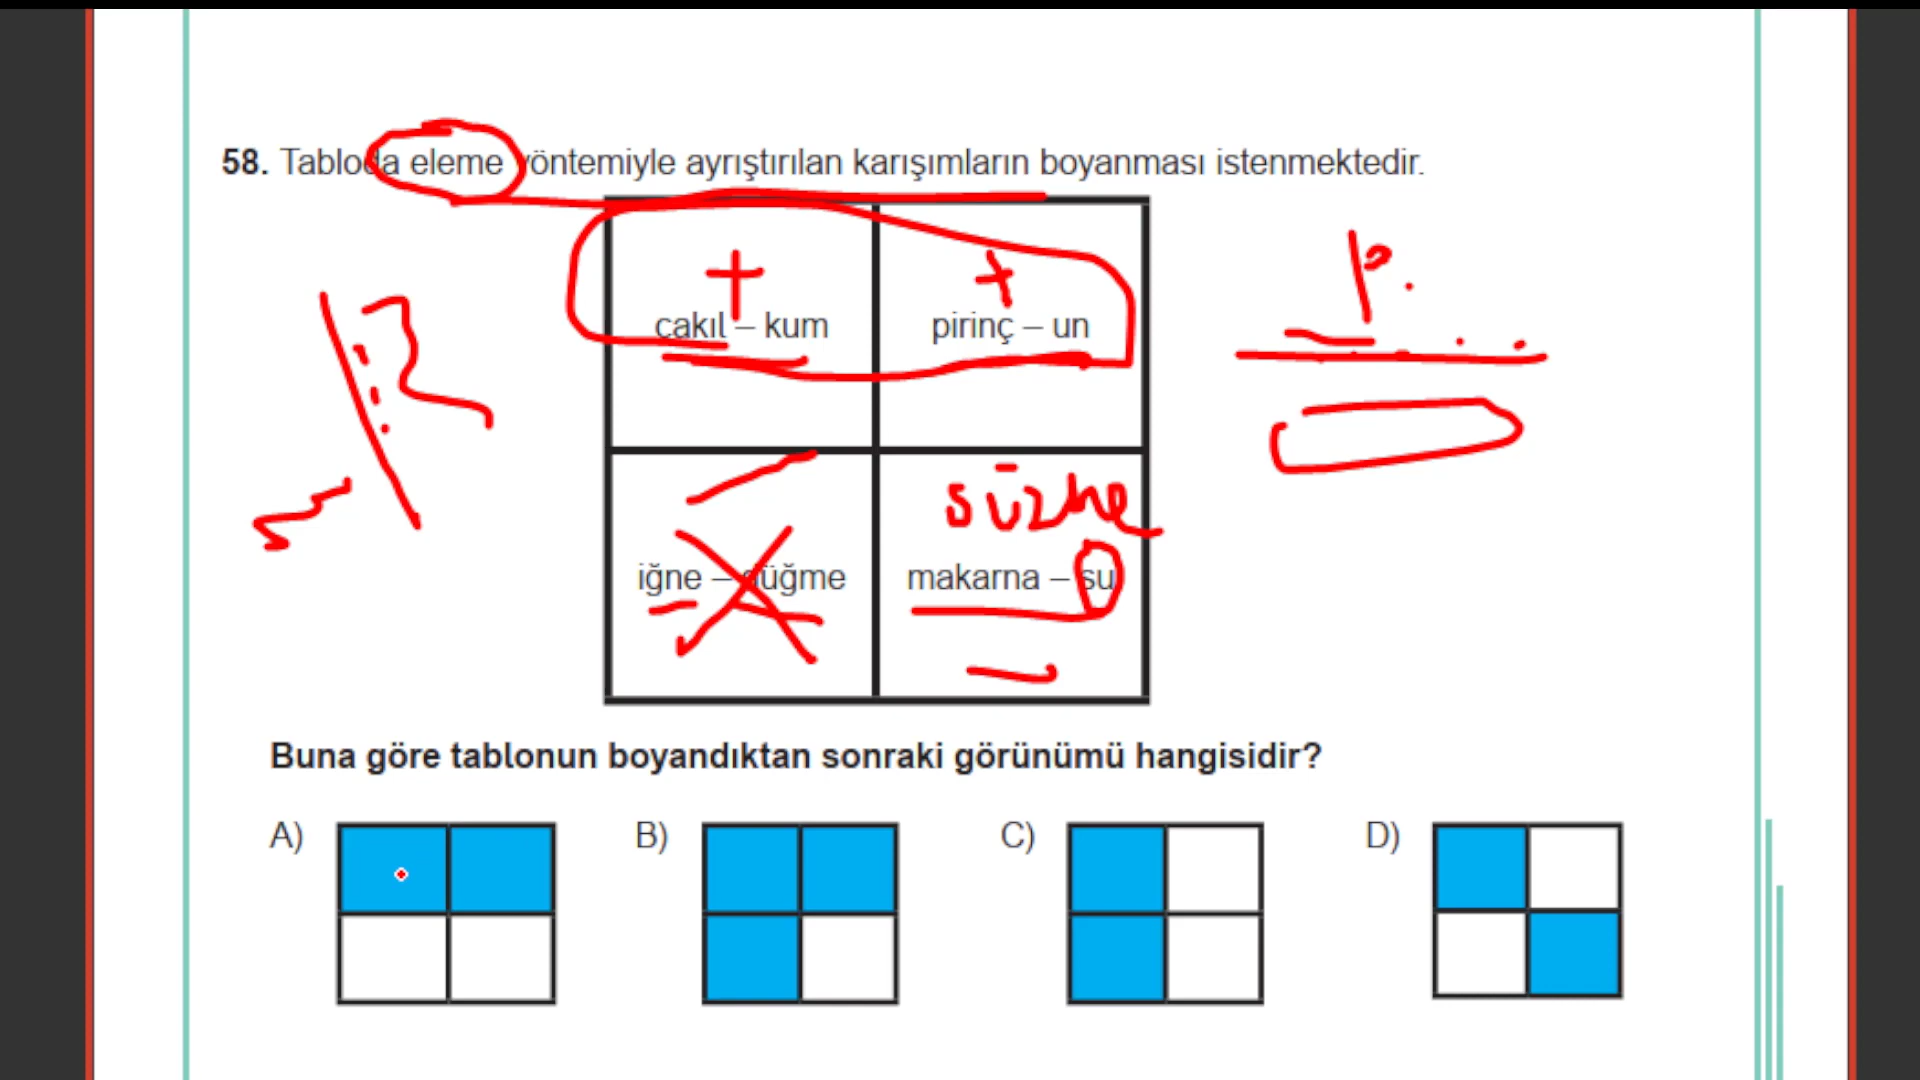 58. Tabloda eleme yöntemiyle ayrıştırılan karışımların boyanması istenmektedir.
çakıl – kum
pirinç – un
süzme
iğne – düğme
makarna – su
Buna göre tablonun boyandıktan sonraki görünümü hangisidir?
A)
B)
C)
D)